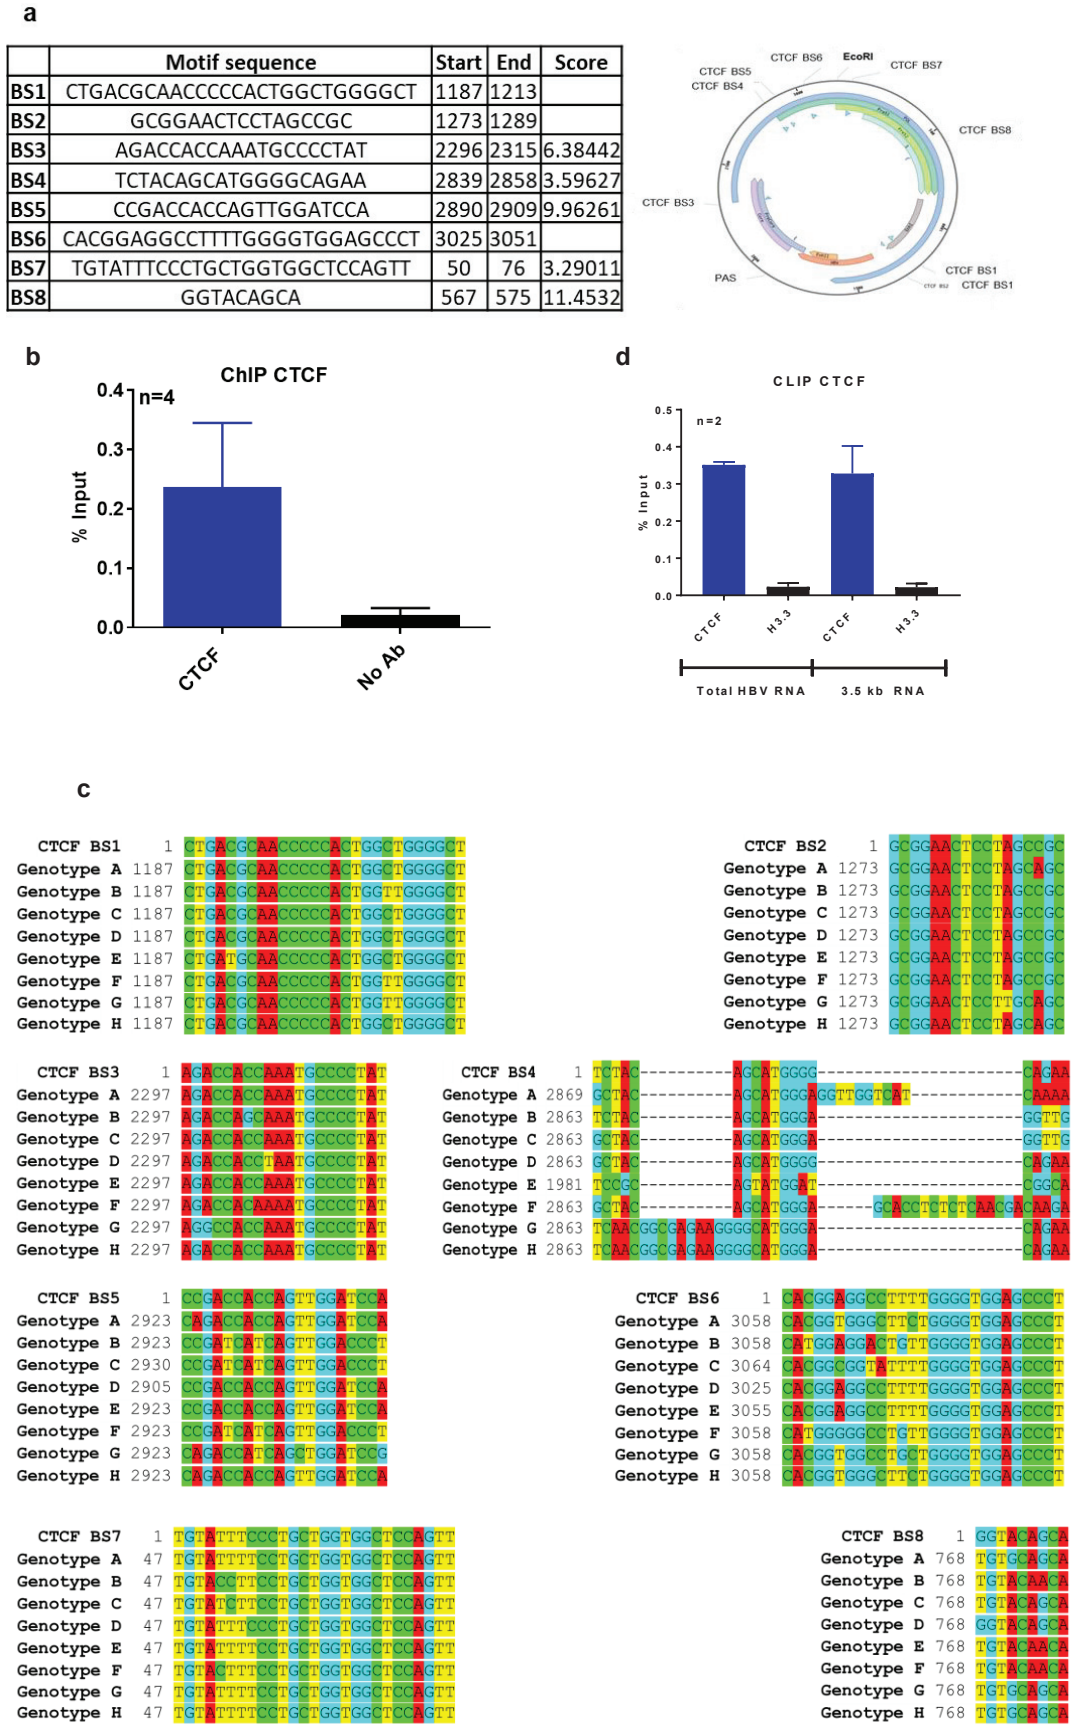 a
Motif sequence Start End Score
BS1 CTGACGCAACCCCCACTGGCTGGGGCT 1187 1213
BS2 GCGGAACTCCTAGCCGC 1273 1289
BS3 AGACCACCAAATGCCCCTAT 2296 2315 6.38442
BS4 TCTACAGCATGGGGCAGAA 2839 2858 3.59627
BS5 CCGACCACCAGTTGGATCCA 2890 2909 9.96261
BS6 CACGGAGGCCTTTTGGGGTGGAGCCCT 3025 3051
BS7 TGTATTTCCCTGCTGGTGGCTCCAGTT 50 76 3.29011
BS8 GGTACAGCA 567 575 11.4532
CTCF BS6 EcoRI
CTCF BS7
CTCF BS5
CTCF BS4
CTCF BS8
CTCF BS3
PAS
CTCF BS1
CTCF BS2 CTCF BS1
b
ChIP CTCF
n=4
% Input
0.4
0.3
0.2
0.1
0.0
CTCF
No Ab
d
CLIP CTCF
n=2
% Input
0.5
0.4
0.3
0.2
0.1
0.0
CTCF
H3.3
CTCF
H3.3
Total HBV RNA
3.5 kb RNA
c
CTCF BS1 1 CTGACGCAACCCCCACTGGCTGGGGCT
Genotype A 1187 CTGACGCAACCCCCACTGGCTGGGGCT
Genotype B 1187 CTGACGCAACCCCCACTGGTTGGGGCT
Genotype C 1187 CTGACGCAACCCCCACTGGCTGGGGCT
Genotype D 1187 CTGACGCAACCCCCACTGGCTGGGGCT
Genotype E 1187 CTGATGCAACCCCCACTGGCTGGGGCT
Genotype F 1187 CTGACGCAACCCCCACTGGTTGGGGCT
Genotype G 1187 CTGACGCAACCCCCACTGGTTGGGGCT
Genotype H 1187 CTGACGCAACCCCCACTGGCTGGGGCT
CTCF BS2 1 GCGGAACTCCTAGCCGC
Genotype A 1273 GCGGAACTCCTAGCAGC
Genotype B 1273 GCGGAACTCCTAGCCGC
Genotype C 1273 GCGGAACTCCTAGCCGC
Genotype D 1273 GCGGAACTCCTAGCCGC
Genotype E 1273 GCGGAACTCCTAGCCGC
Genotype F 1273 GCGGAACTCCTAGCCGC
Genotype G 1273 GCGGAACTCCTTGCAGC
Genotype H 1273 GCGGAACTCCTAGCAGC
CTCF BS3 1 AGACCACCAAATGCCCCTAT
Genotype A 2297 AGACCACCAAATGCCCCTAT
Genotype B 2297 AGACCAGCAAATGCCCCTAT
Genotype C 2297 AGACCACCAAATGCCCCTAT
Genotype D 2297 AGACCACCTAATGCCCCTAT
Genotype E 2297 AGACCACCAAATGCCCCTAT
Genotype F 2297 AGACCACAAAATGCCCCTAT
Genotype G 2297 AGGCCACCAAATGCCCCTAT
Genotype H 2297 AGACCACCAAATGCCCCTAT
CTCF BS4 1 TCTAC----------AGCATGGGG----------------------CAGAA
Genotype A 2869 GCTAC----------AGCATGGGAGGTTGGTCAT------------CAAAA
Genotype B 2863 GCTAC----------AGCATGGGA----------------------GGTTG
Genotype C 2863 GCTAC----------AGCATGGGA----------------------GGTTG
Genotype D 2863 GCTAC----------AGCATGGGG----------------------CAGAA
Genotype E 1981 TCCGC----------AGTATGGAT----------------------CGGCA
Genotype F 2863 GCTAC----------AGCATGGGA------GCACCTCTCTCAACGACAAGA
Genotype G 2863 TCAACGGCGAGAAGGGGCATGGGA----------------------CAGAA
Genotype H 2863 TCAACGGCGAGAAGGGGCATGGGA----------------------CAGAA
CTCF BS5 1 CCGACCACCAGTTGGATCCA
Genotype A 2923 CAGACCACCAGTTGGATCCA
Genotype B 2923 CCGATCATCAGTTGGACCCT
Genotype C 2930 CCGATCATCAGTTGGACCCT
Genotype D 2905 CCGACCACCAGTTGGATCCA
Genotype E 2923 CCGACCACCAGTTGGATCCA
Genotype F 2923 CCGATCATCAGTTGGACCCT
Genotype G 2923 CAGACCATCAGCTGGATCCG
Genotype H 2923 CAGACCACCAGTTGGATCCA
CTCF BS6 1 CACGGAGGCCTTTTGGGGTGGAGCCCT
Genotype A 3058 CACGGTGGGCTTCTGGGGTGGAGCCCT
Genotype B 3058 CATGGAGGACTGTTGGGGTGGAGCCCT
Genotype C 3064 CACGGCGGTATTTTGGGGTGGAGCCCT
Genotype D 3025 CACGGAGGCCTTTTGGGGTGGAGCCCT
Genotype E 3055 CACGGAGGCCTTTTGGGGTGGAGCCCT
Genotype F 3058 CATGGGGGCCTGTTGGGGTGGAGCCCT
Genotype G 3058 CACGGTGGCCTGCTGGGGTGGAGCCCT
Genotype H 3058 CACGGTGGGCTTCTGGGGTGGAGCCCT
CTCF BS7 1 TGTATTTCCCTGCTGGTGGCTCCAGTT
Genotype A 47 TGTATTTTCCTGCTGGTGGCTCCAGTT
Genotype B 47 TGTACCTTCCTGCTGGTGGCTCCAGTT
Genotype C 47 TGTATCTTCCTGCTGGTGGCTCCAGTT
Genotype D 47 TGTATTTCCCTGCTGGTGGCTCCAGTT
Genotype E 47 TGTATTTTCCTGCTGGTGGCTCCAGTT
Genotype F 47 TGTACTTTCCTGCTGGTGGCTCCAGTT
Genotype G 47 TGTATTTTCCTGCTGGTGGCTCCAGTT
Genotype H 47 TGTATTTTCCTGCTGGTGGCTCCAGTT
CTCF BS8 1 GGTACAGCA
Genotype A 768 TGTGCAGCA
Genotype B 768 TGTACAACA
Genotype C 768 TGTACAGCA
Genotype D 768 GGTACAGCA
Genotype E 768 TGTACAACA
Genotype F 768 TGTACAACA
Genotype G 768 TGTGCAGCA
Genotype H 768 TGTGCAGCA